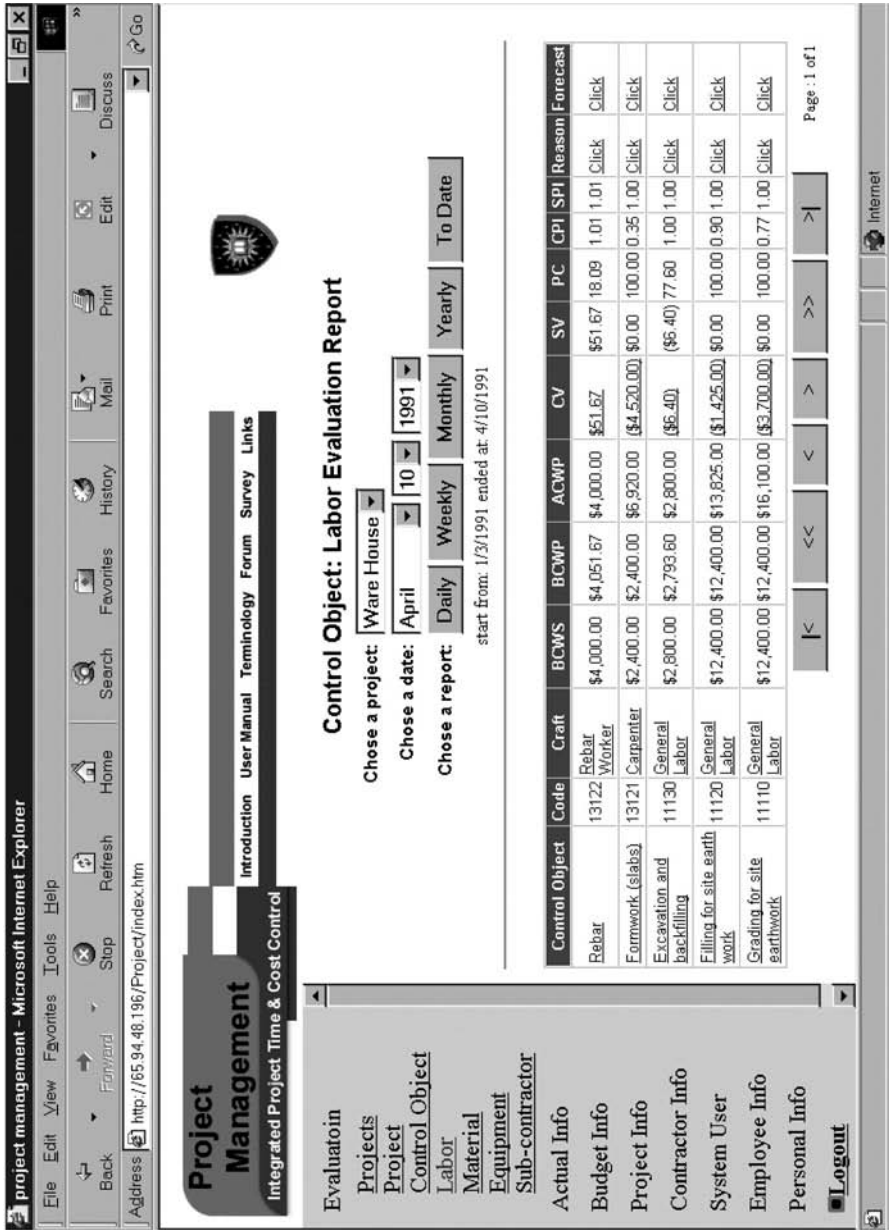 project management - Microsoft Internet Explorer
File Edit View Favorites Tools Help
Back Forward Stop Refresh Home Search Favorites History Mail Print Edit Discuss »
Address http://65.94.48.196/Project/index.htm Go
Project
Management
Integrated Project Time & Cost Control
Introduction User Manual Terminology Forum Survey Links
Evaluatoin
Projects
Project
Control Object
Labor
Material
Equipment
Sub-contractor
Actual Info
Budget Info
Project Info
Contractor Info
System User
Employee Info
Personal Info
Logout
Control Object: Labor Evaluation Report
Chose a project: Ware House
Chose a date: April 10 1991
Chose a report: Daily Weekly Monthly Yearly To Date
start from: 1/3/1991 ended at: 4/10/1991
Control Object Code Craft BCWS BCWP ACWP CV SV PC CPI SPI Reason Forecast
Rebar 13122 Rebar Worker $4,000.00 $4,051.67 $4,000.00 $51.67 $51.67 18.09 1.01 1.01 Click Click
Formwork (slabs) 13121 Carpenter $2,400.00 $2,400.00 $6,920.00 ($4,520.00) $0.00 100.00 0.35 1.00 Click Click
Excavation and backfilling 11130 General Labor $2,800.00 $2,793.60 $2,800.00 ($6.40) ($6.40) 77.60 1.00 1.00 Click Click
Filling for site earth work 11120 General Labor $12,400.00 $12,400.00 $13,825.00 ($1,425.00) $0.00 100.00 0.90 1.00 Click Click
Grading for site earthwork 11110 General Labor $12,400.00 $12,400.00 $16,100.00 ($3,700.00) $0.00 100.00 0.77 1.00 Click Click
|< << < > >> >|
Page : 1 of 1
Internet